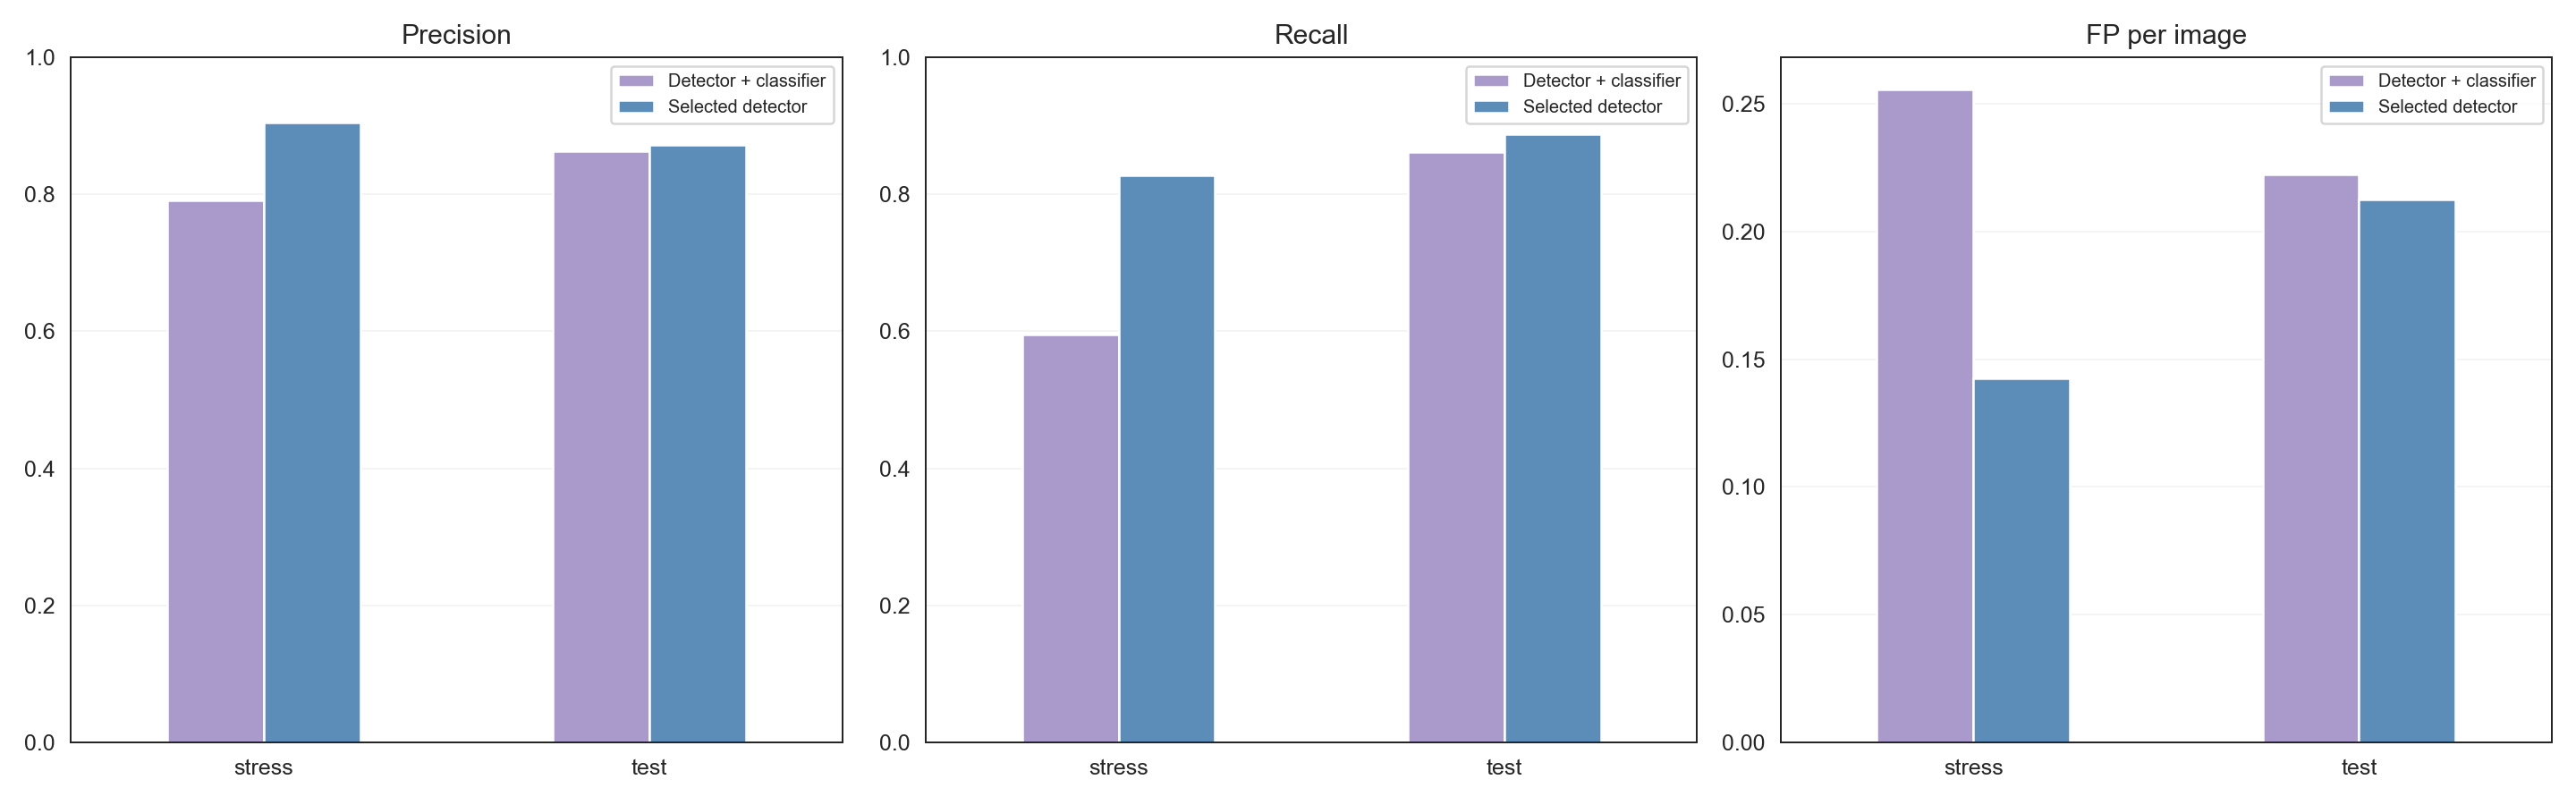 Precision
1.0
0.8
0.6
0.4
0.2
0.0
Detector + classifier
Selected detector
stress test
Recall
1.0
0.8
0.6
0.4
0.2
0.0
Detector + classifier
Selected detector
stress test
FP per image
0.25
0.20
0.15
0.10
0.05
0.00
Detector + classifier
Selected detector
stress test